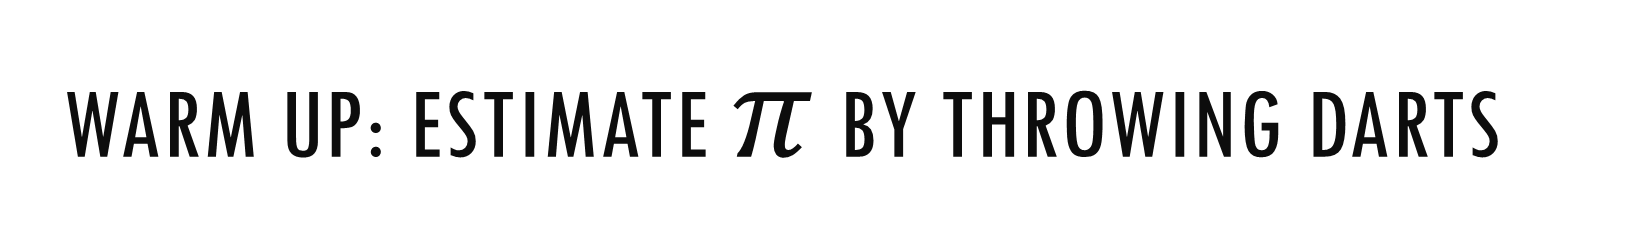 WARM UP: ESTIMATE π BY THROWING DARTS